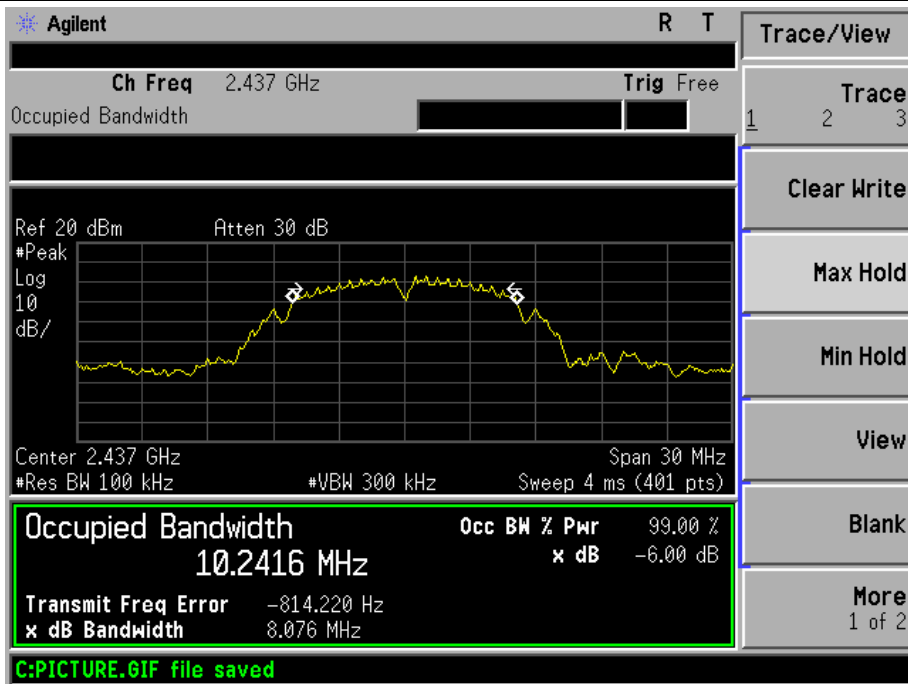 Agilent
R T
Trace/View
Ch Freq 2.437 GHz
Trig Free
Occupied Bandwidth
Trace
1 2 3
Clear Write
Ref 20 dBm
Atten 30 dB
#Peak
Log
10
dB/
Max Hold
Min Hold
View
Center 2.437 GHz
Span 30 MHz
#Res BW 100 kHz
#VBW 300 kHz
Sweep 4 ms (401 pts)
Occupied Bandwidth
10.2416 MHz
Occ BW % Pwr 99.00 %
x dB -6.00 dB
Transmit Freq Error -814.220 Hz
x dB Bandwidth 8.076 MHz
Blank
More
1 of 2
C:PICTURE.GIF file saved